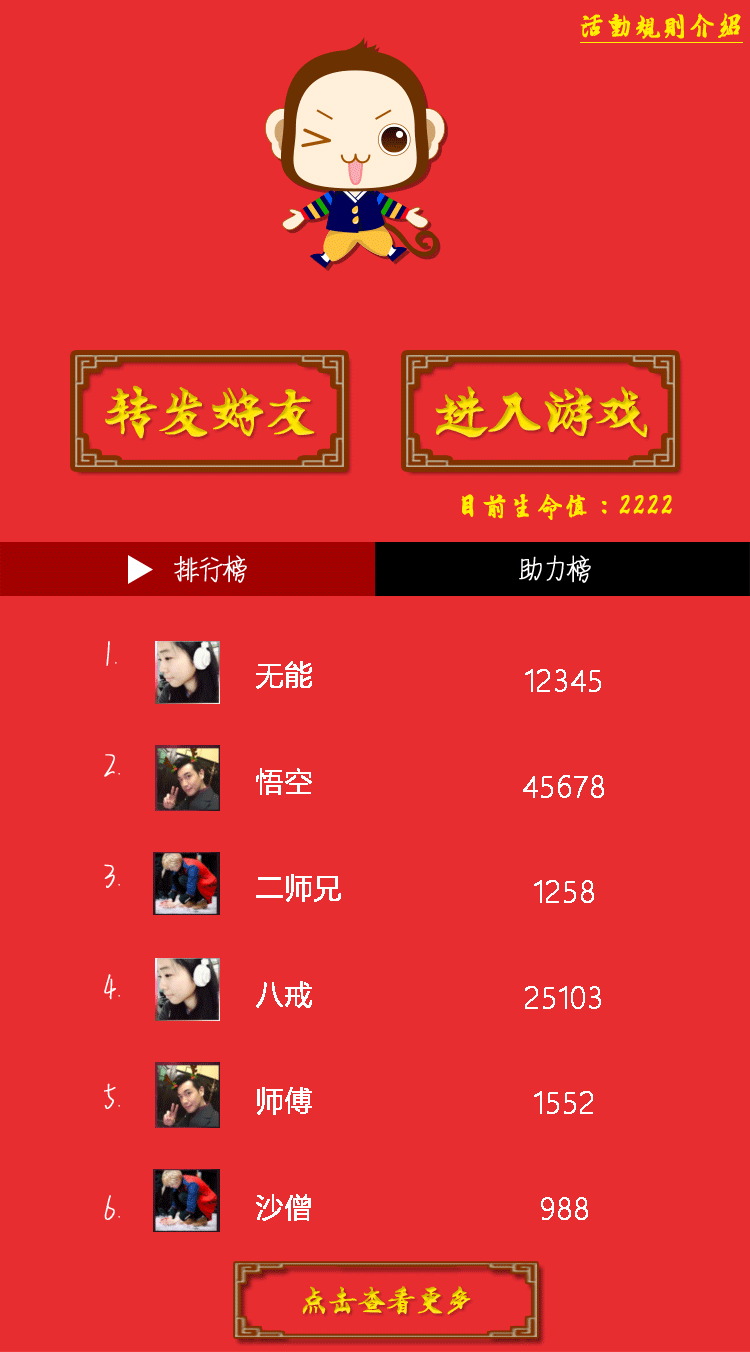 活動規則介紹
转发好友
进入游戏
目前生命值：2222
排行榜
助力榜
1. 无能 12345
2. 悟空 45678
3. 二师兄 1258
4. 八戒 25103
5. 师傅 1552
6. 沙僧 988
点击查看更多